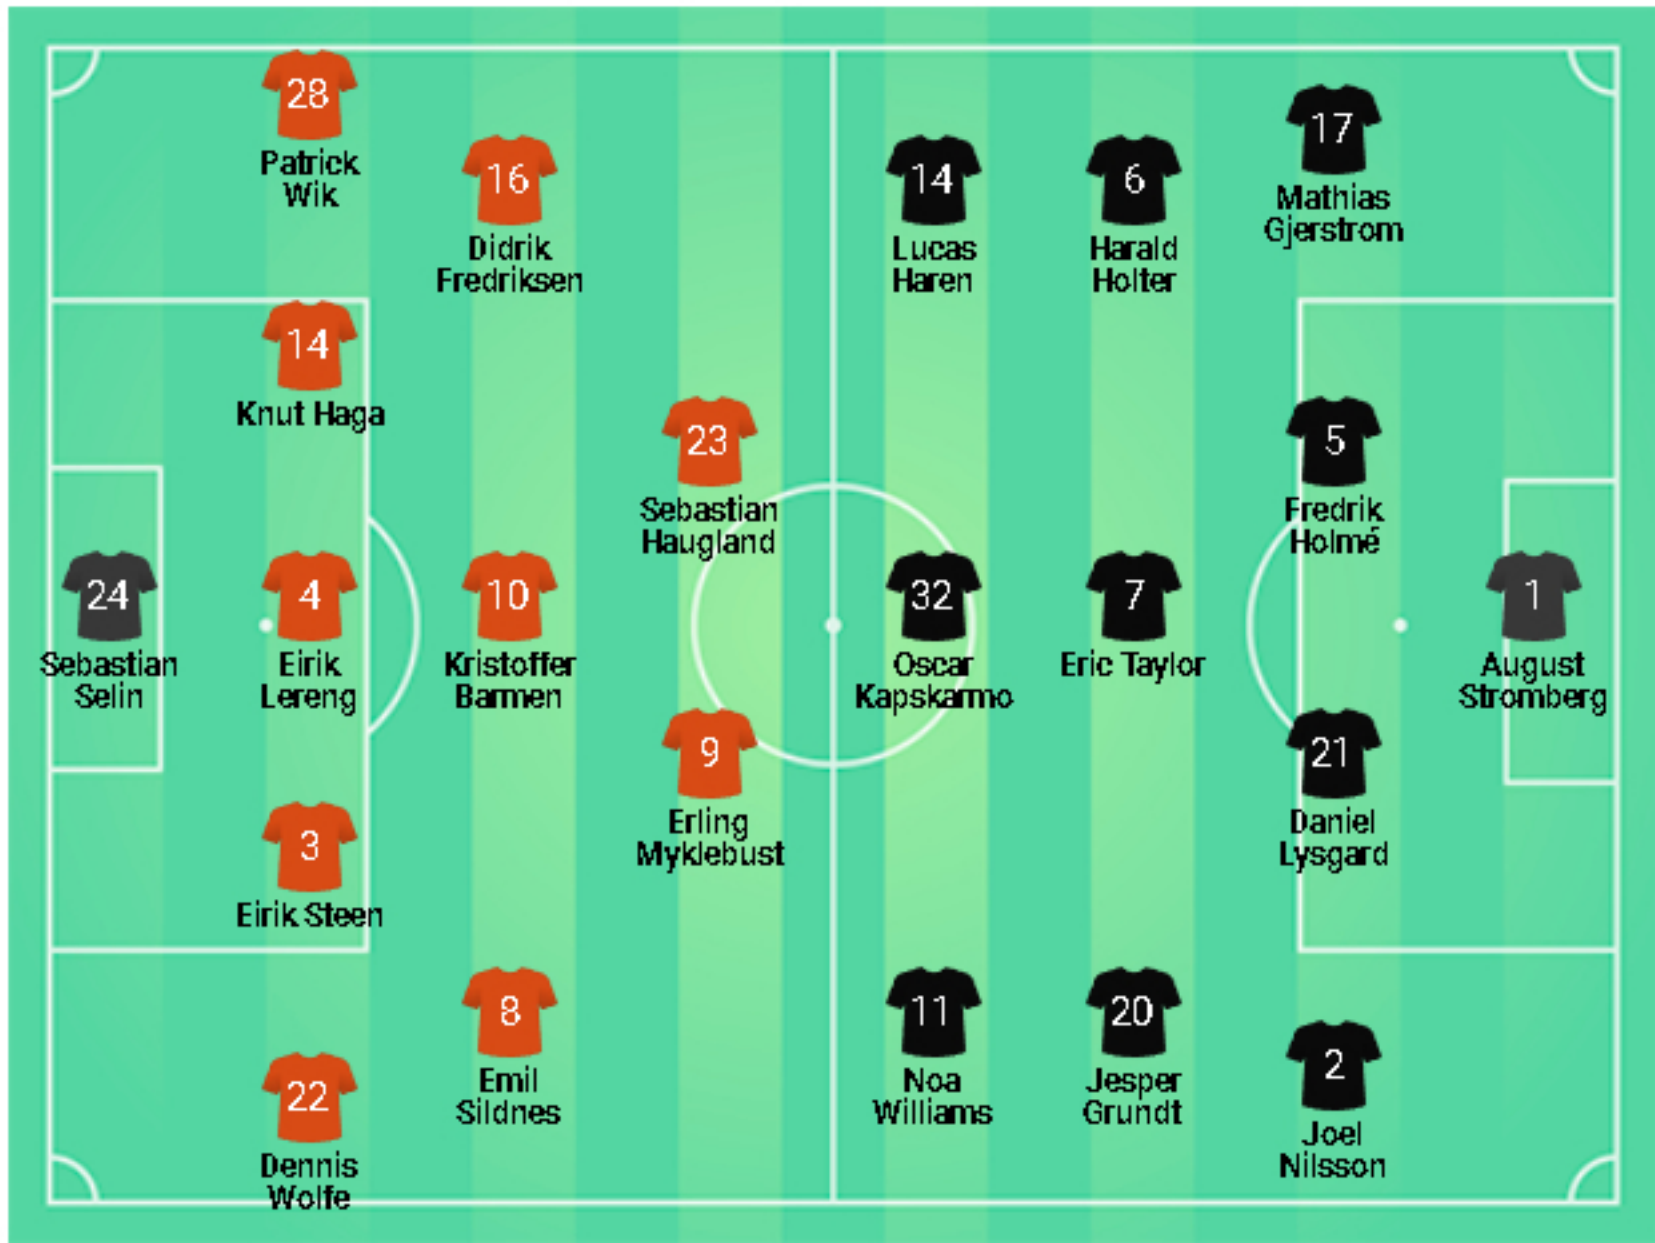 28
Patrick
Wik
16
Didrik
Fredriksen
14
Knut Haga
23
Sebastian
Haugland
24
Sebastian
Selin
4
Eirik
Lereng
10
Kristoffer
Barmen
9
Erling
Myklebust
3
Eirik Steen
8
Emil
Sildnes
22
Dennis
Wolfe
14
Lucas
Haren
6
Harald
Holter
17
Mathias
Gjerstrom
5
Fredrik
Holmé
32
Oscar
Kapskarmo
7
Eric Taylor
1
August
Stromberg
21
Daniel
Lysgard
11
Noa
Williams
20
Jesper
Grundt
2
Joel
Nilsson